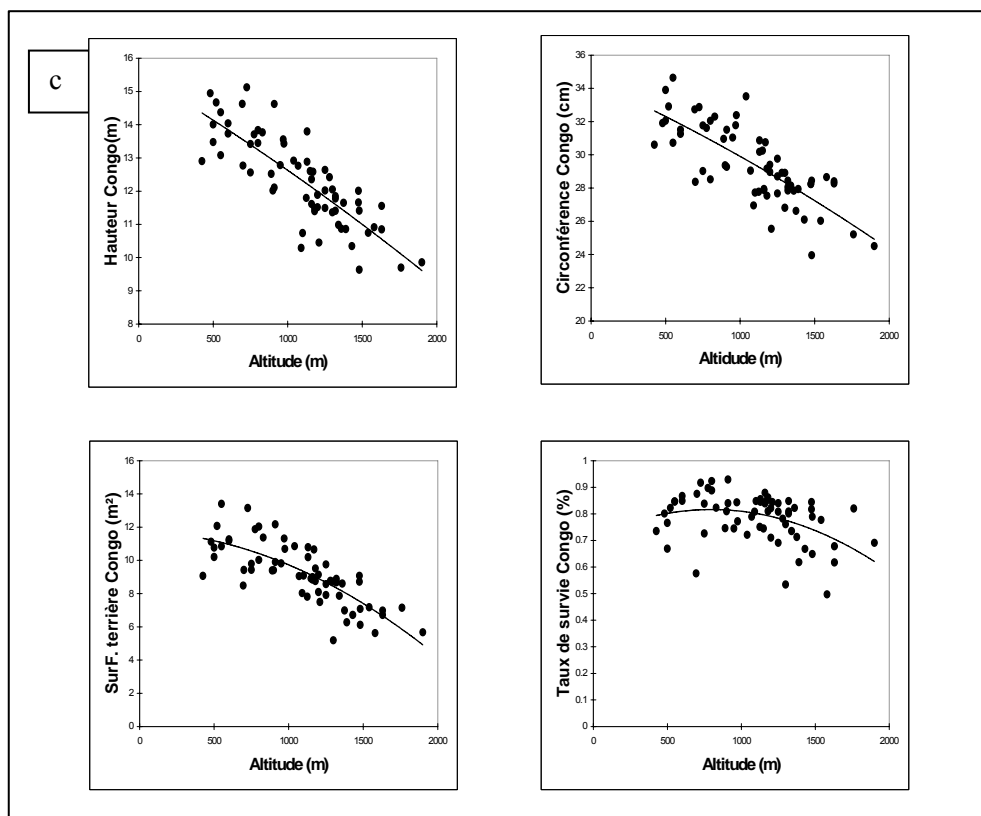 c
Hauteur Congo(m)
16
15
14
13
12
11
10
9
8
0 500 1000 1500 2000
Altitude (m)
Circonférence Congo (cm)
36
34
32
30
28
26
24
22
20
0 500 1000 1500 2000
Altidude (m)
SurF. terrière Congo (m²)
16
14
12
10
8
6
4
2
0
0 500 1000 1500 2000
Altitude (m)
Taux de survie Congo (%)
1
0.9
0.8
0.7
0.6
0.5
0.4
0.3
0.2
0.1
0
0 500 1000 1500 2000
Altitude (m)